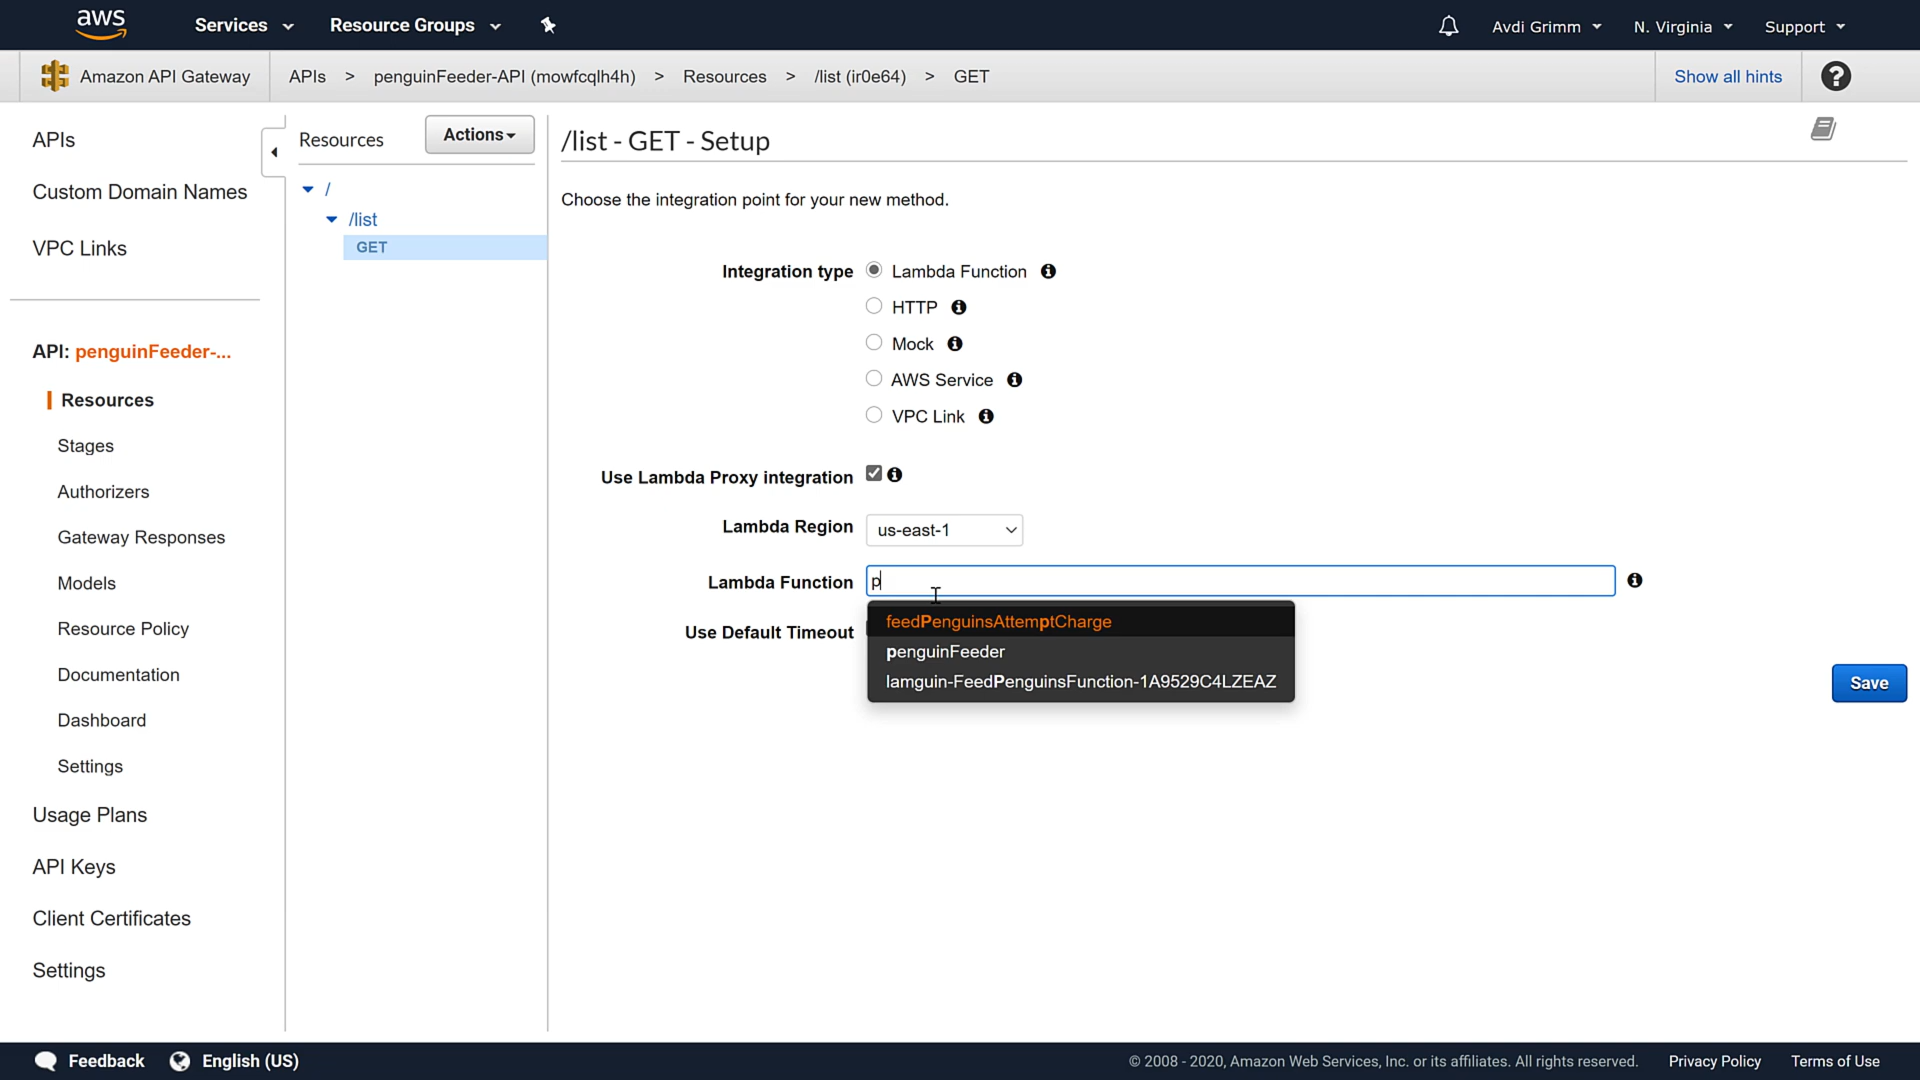 aws Services Resource Groups Avdi Grimm N. Virginia Support
Amazon API Gateway APIs > penguinFeeder-API (mowfcqlh4h) > Resources > /list (ir0e64) > GET Show all hints ?
APIs
Custom Domain Names
VPC Links
API: penguinFeeder-...
Resources
Stages
Authorizers
Gateway Responses
Models
Resource Policy
Documentation
Dashboard
Settings
Usage Plans
API Keys
Client Certificates
Settings
Resources Actions
/
/list
GET
/list - GET - Setup
Choose the integration point for your new method.
Integration type Lambda Function
HTTP
Mock
AWS Service
VPC Link
Use Lambda Proxy integration
Lambda Region us-east-1
Lambda Function p
feedPenguinsAttemptCharge
penguinFeeder
lamguin-FeedPenguinsFunction-1A9529C4LZEAZ
Use Default Timeout
Save
Feedback English (US) © 2008 - 2020, Amazon Web Services, Inc. or its affiliates. All rights reserved. Privacy Policy Terms of Use